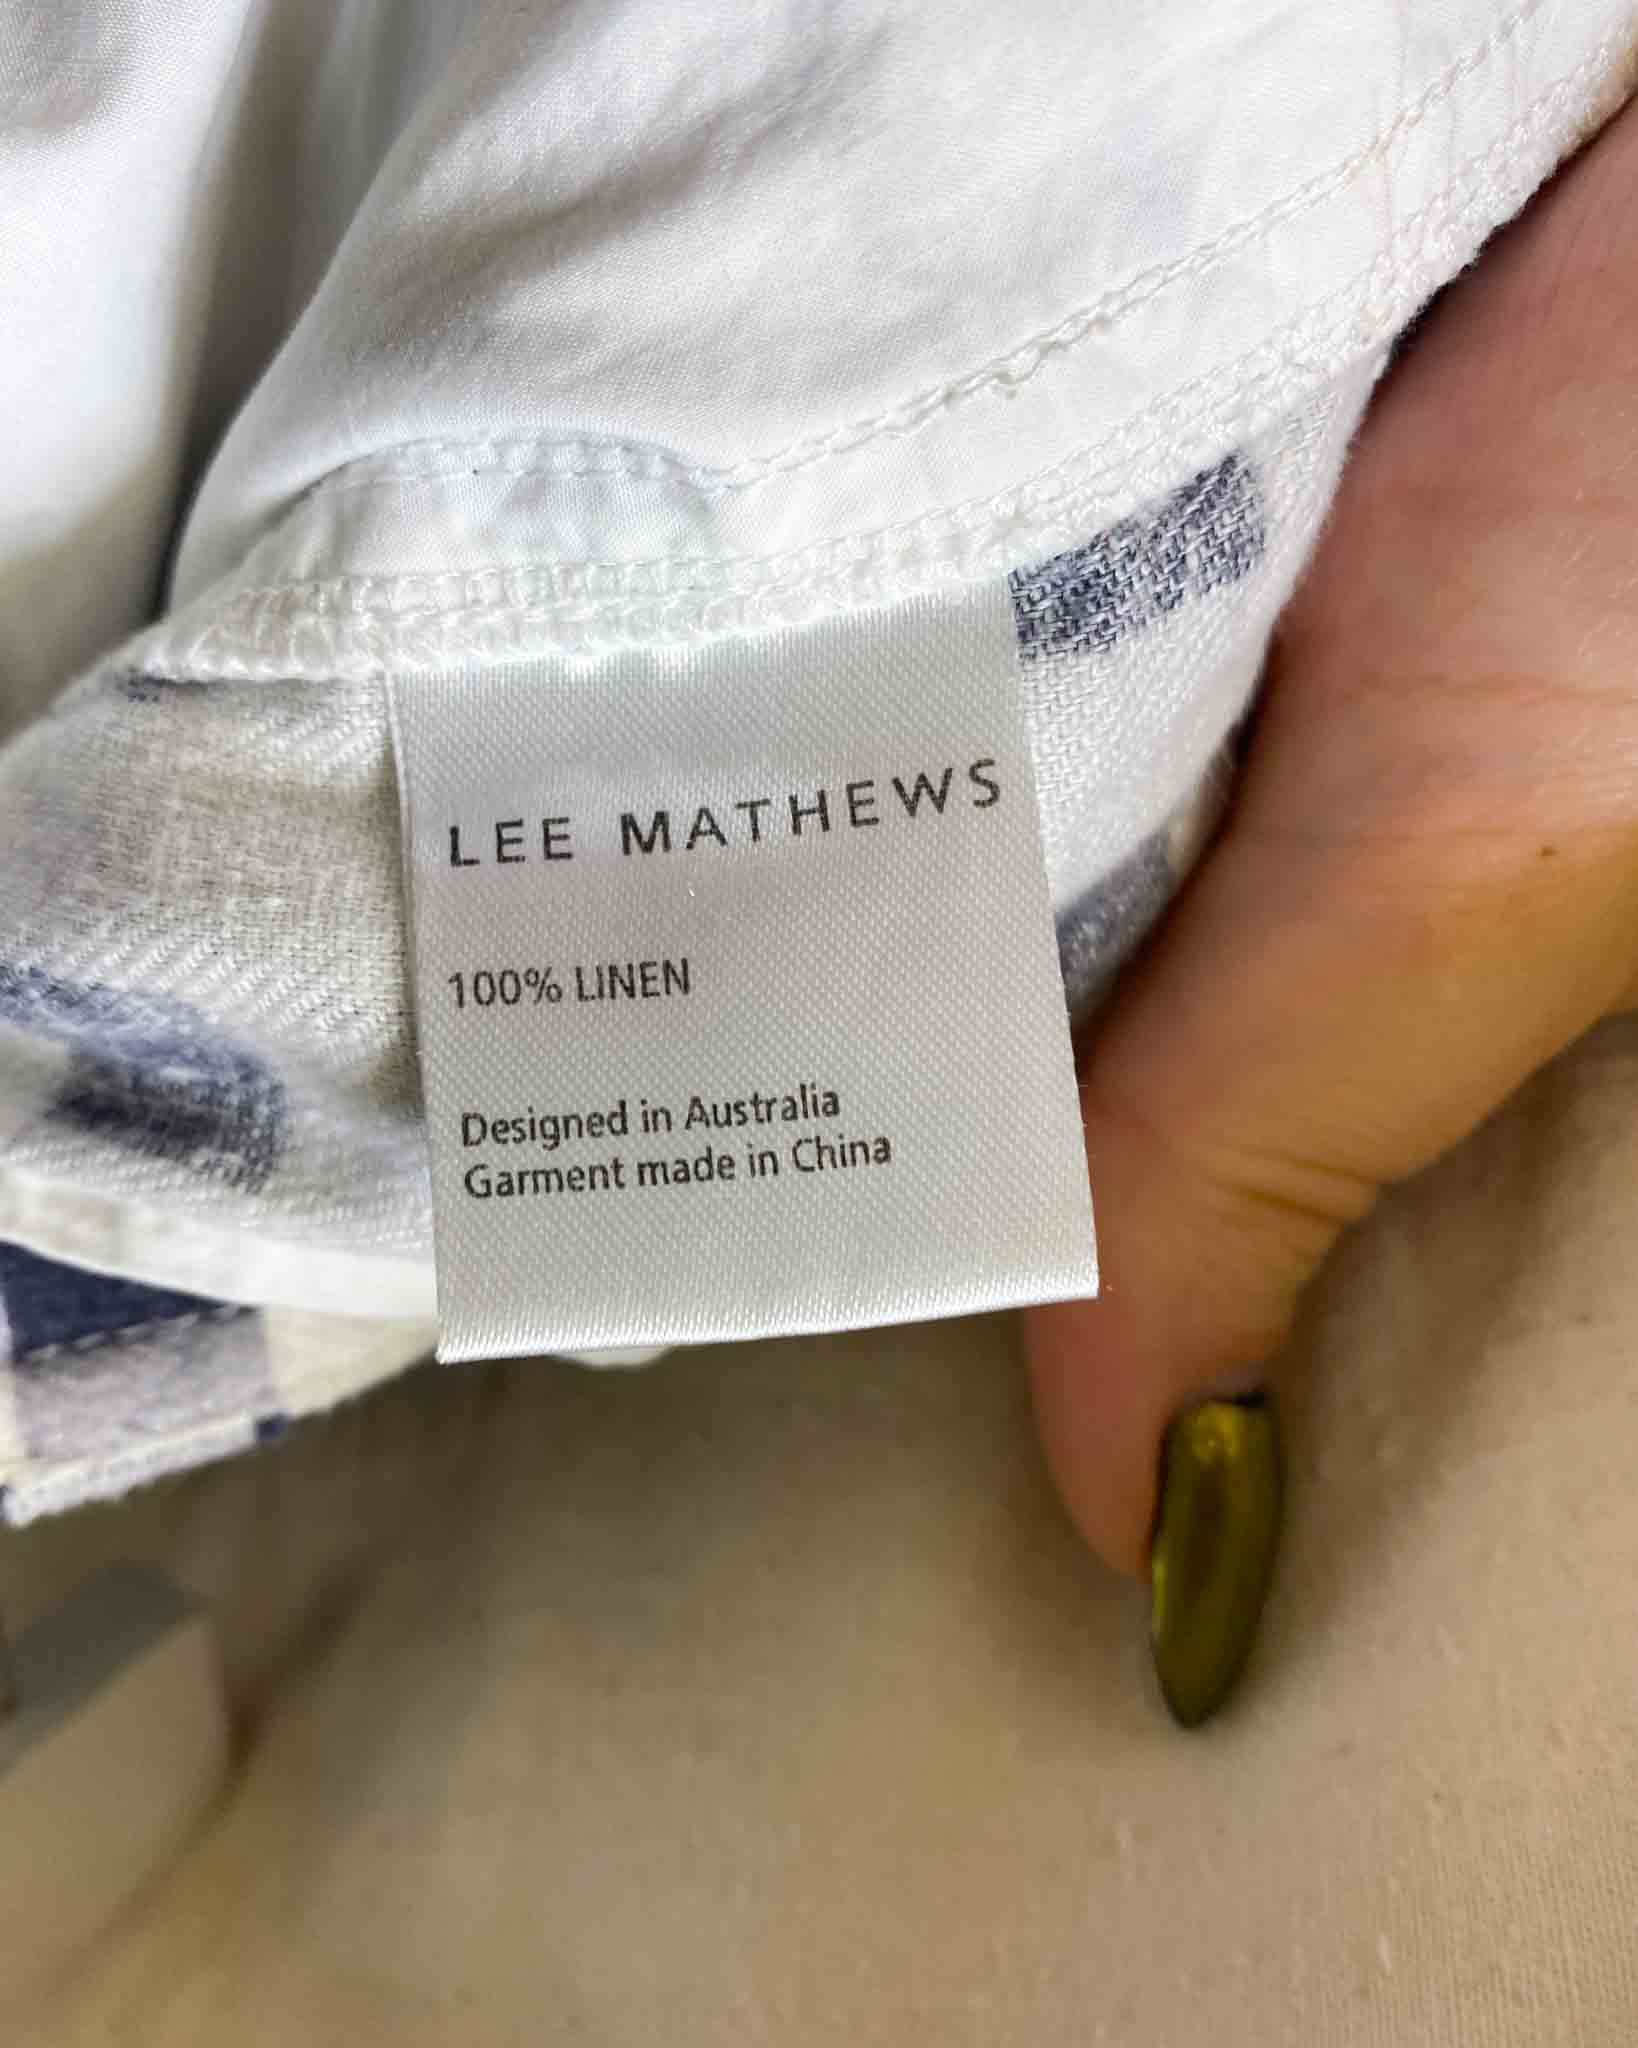 LEE MATHEWS
100% LINEN
Designed in Australia
Garment made in China